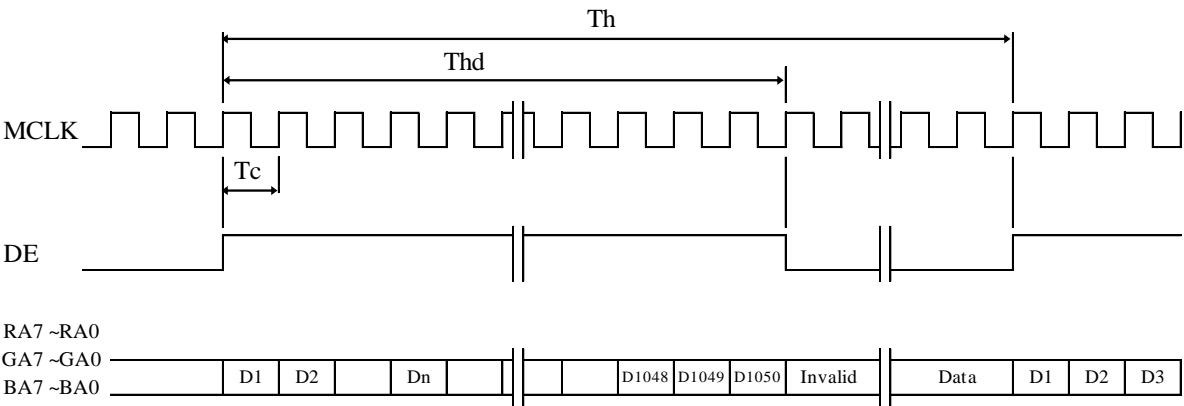 Th
Thd
MCLK
Tc
DE
RA7 ~RA0
GA7 ~GA0
BA7 ~BA0
D1 D2 Dn D1048 D1049 D1050 Invalid Data D1 D2 D3